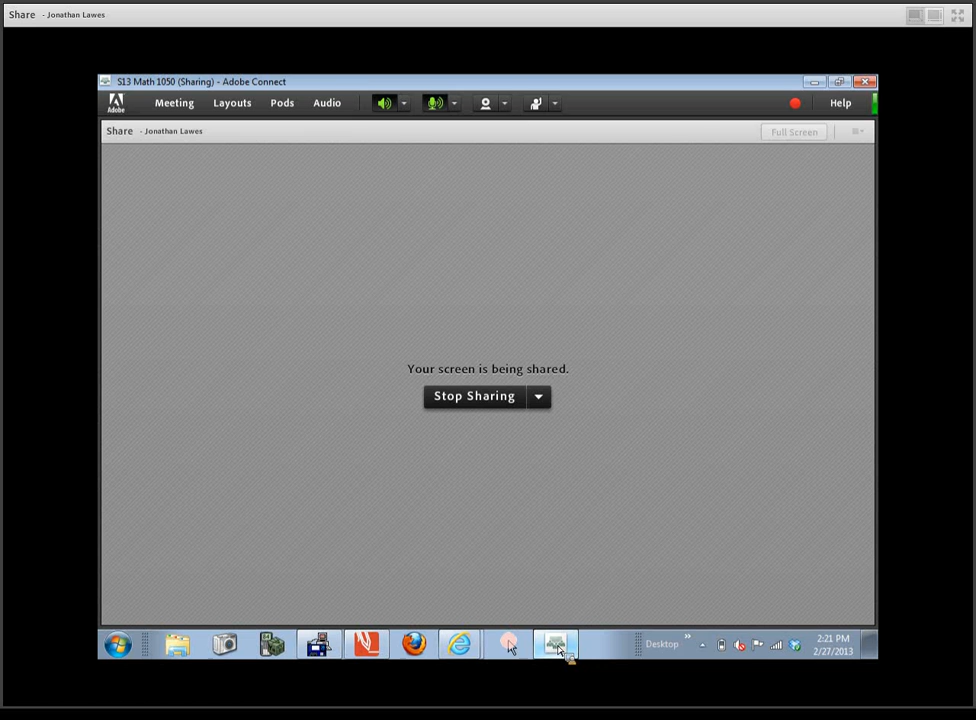 Share - Jonathan Lawes
S13 Math 1050 (Sharing) - Adobe Connect
Adobe Meeting Layouts Pods Audio Help
Share - Jonathan Lawes Full Screen
Your screen is being shared.
Stop Sharing
Desktop 2:21 PM
2/27/2013